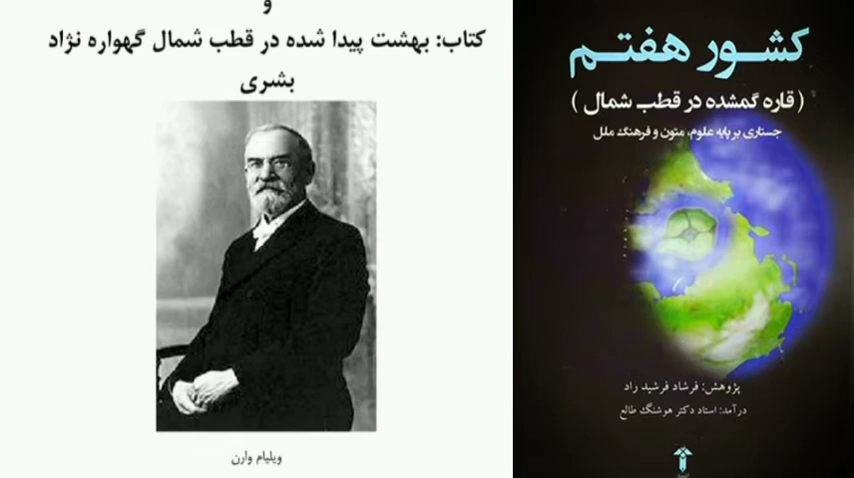 و
کتاب: بهشت پیدا شده در قطب شمال گهواره نژاد
بشری
ویلیام وارن
کشور هفتم
( قاره گمشده در قطب شمال )
جستاری بر پایه علوم، متون و فرهنگ ملل
پژوهش: فرشاد فرشید راد
درآمد: استاد دکتر هوشنگ طالع